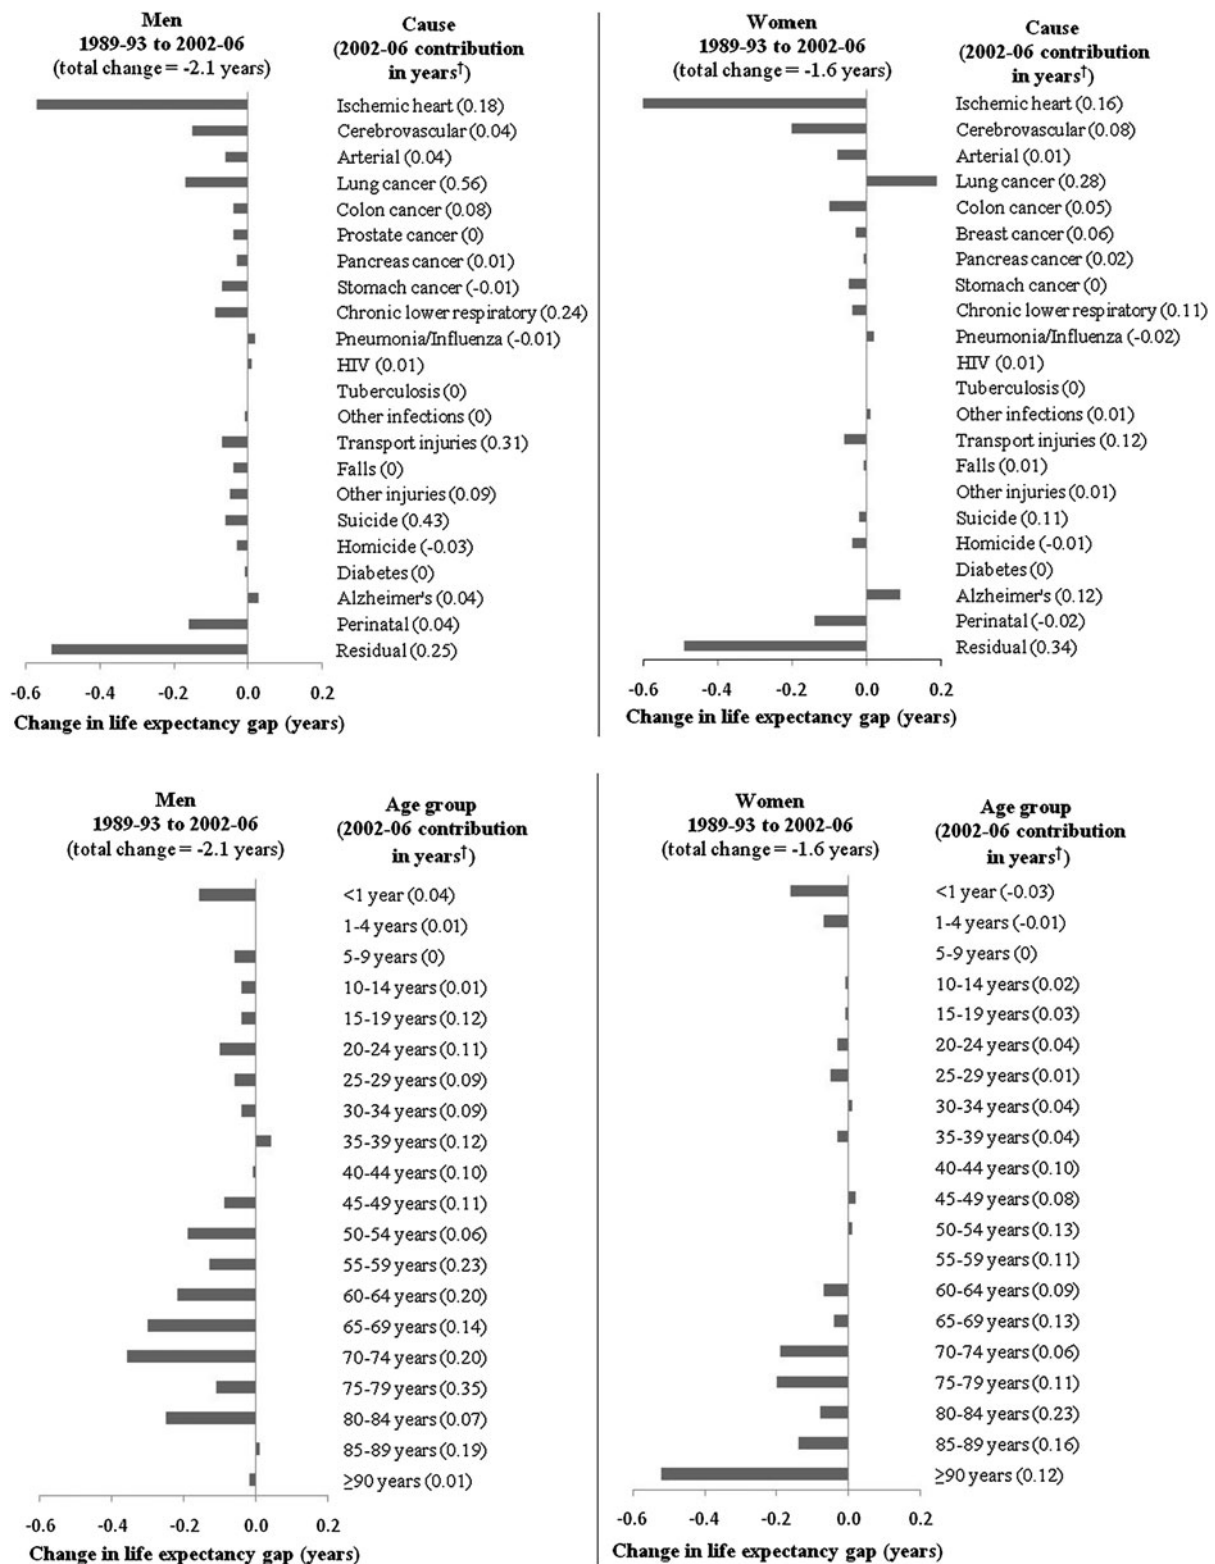 Men
1989-93 to 2002-06
(total change = -2.1 years)
Cause
(2002-06 contribution
in years†)
Ischemic heart (0.18)
Cerebrovascular (0.04)
Arterial (0.04)
Lung cancer (0.56)
Colon cancer (0.08)
Prostate cancer (0)
Pancreas cancer (0.01)
Stomach cancer (-0.01)
Chronic lower respiratory (0.24)
Pneumonia/Influenza (-0.01)
HIV (0.01)
Tuberculosis (0)
Other infections (0)
Transport injuries (0.31)
Falls (0)
Other injuries (0.09)
Suicide (0.43)
Homicide (-0.03)
Diabetes (0)
Alzheimer's (0.04)
Perinatal (0.04)
Residual (0.25)
-0.6 -0.4 -0.2 0.0 0.2
Change in life expectancy gap (years)
Women
1989-93 to 2002-06
(total change = -1.6 years)
Cause
(2002-06 contribution
in years†)
Ischemic heart (0.16)
Cerebrovascular (0.08)
Arterial (0.01)
Lung cancer (0.28)
Colon cancer (0.05)
Breast cancer (0.06)
Pancreas cancer (0.02)
Stomach cancer (0)
Chronic lower respiratory (0.11)
Pneumonia/Influenza (-0.02)
HIV (0.01)
Tuberculosis (0)
Other infections (0.01)
Transport injuries (0.12)
Falls (0.01)
Other injuries (0.01)
Suicide (0.11)
Homicide (-0.01)
Diabetes (0)
Alzheimer's (0.12)
Perinatal (-0.02)
Residual (0.34)
-0.6 -0.4 -0.2 0.0 0.2
Change in life expectancy gap (years)
Men
1989-93 to 2002-06
(total change = -2.1 years)
Age group
(2002-06 contribution
in years†)
<1 year (0.04)
1-4 years (0.01)
5-9 years (0)
10-14 years (0.01)
15-19 years (0.12)
20-24 years (0.11)
25-29 years (0.09)
30-34 years (0.09)
35-39 years (0.12)
40-44 years (0.10)
45-49 years (0.11)
50-54 years (0.06)
55-59 years (0.23)
60-64 years (0.20)
65-69 years (0.14)
70-74 years (0.20)
75-79 years (0.35)
80-84 years (0.07)
85-89 years (0.19)
≥90 years (0.01)
-0.6 -0.4 -0.2 0.0 0.2
Change in life expectancy gap (years)
Women
1989-93 to 2002-06
(total change = -1.6 years)
Age group
(2002-06 contribution
in years†)
<1 year (-0.03)
1-4 years (-0.01)
5-9 years (0)
10-14 years (0.02)
15-19 years (0.03)
20-24 years (0.04)
25-29 years (0.01)
30-34 years (0.04)
35-39 years (0.04)
40-44 years (0.10)
45-49 years (0.08)
50-54 years (0.13)
55-59 years (0.11)
60-64 years (0.09)
65-69 years (0.13)
70-74 years (0.06)
75-79 years (0.11)
80-84 years (0.23)
85-89 years (0.16)
≥90 years (0.12)
-0.6 -0.4 -0.2 0.0 0.2
Change in life expectancy gap (years)